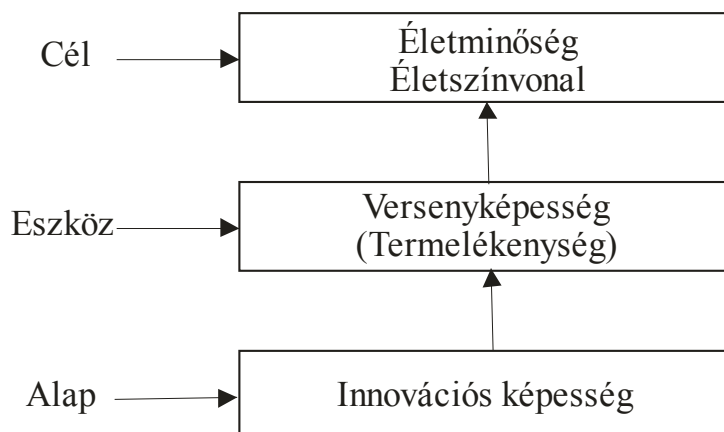 Cél
Életminőség
Életszínvonal
Eszköz
Versenyképesség
(Termelékenység)
Alap
Innovációs képesség